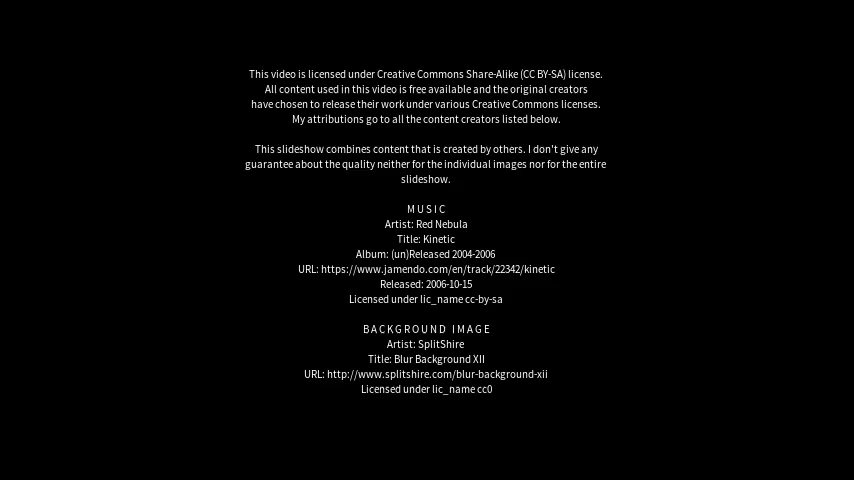 This video is licensed under Creative Commons Share-Alike (CC BY-SA) license.
All content used in this video is free available and the original creators
have chosen to release their work under various Creative Commons licenses.
My attributions go to all the content creators listed below.
This slideshow combines content that is created by others. I don't give any
guarantee about the quality neither for the individual images nor for the entire
slideshow.
MUSIC
Artist: Red Nebula
Title: Kinetic
Album: (un)Released 2004-2006
URL: https://www.jamendo.com/en/track/22342/kinetic
Released: 2006-10-15
Licensed under lic_name cc-by-sa
BACKGROUND IMAGE
Artist: SplitShire
Title: Blur Background XII
URL: http://www.splitshire.com/blur-background-xii
Licensed under lic_name cc0